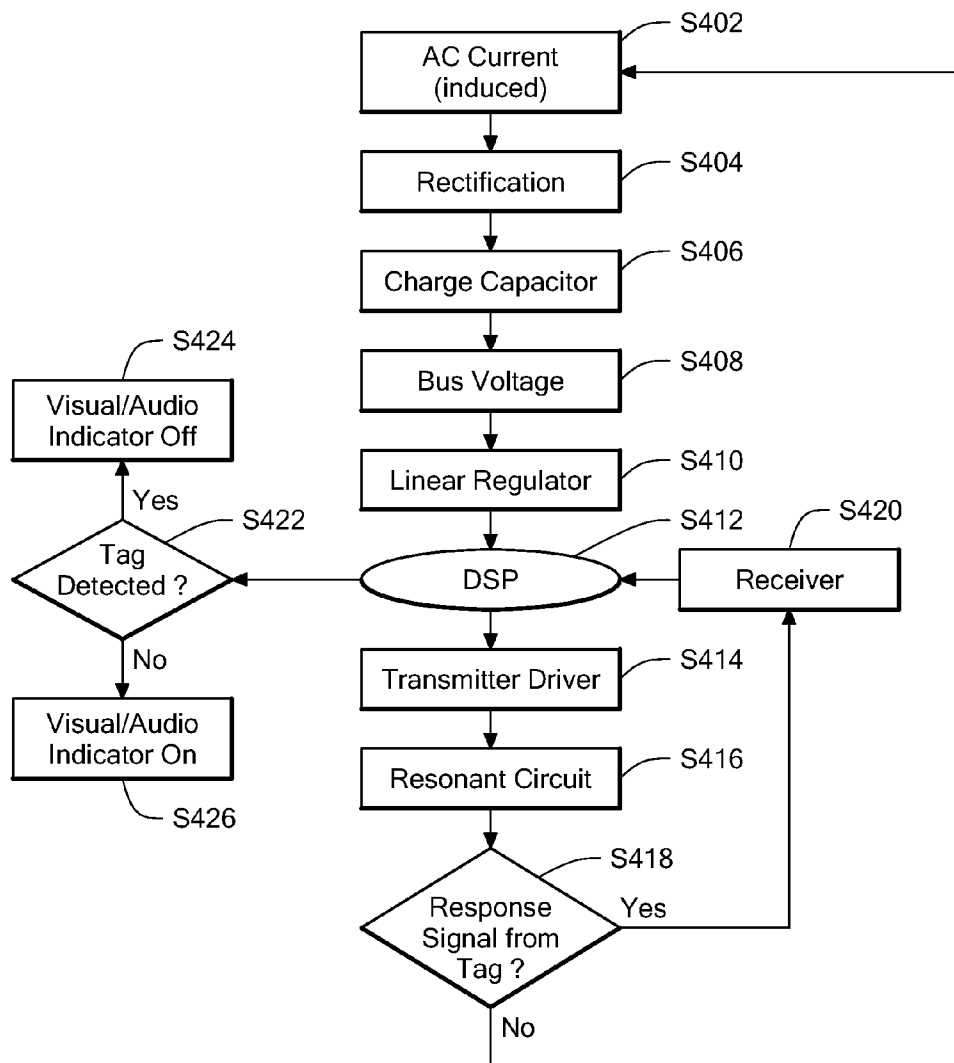 S402
AC Current
(induced)
S404
Rectification
S406
Charge Capacitor
S424
S408
Visual/Audio
Indicator Off
Bus Voltage
S410
Linear Regulator
Yes
S422
S412
S420
Tag
Detected ?
DSP
Receiver
No
S414
Transmitter Driver
Visual/Audio
Indicator On
S416
Resonant Circuit
S426
S418
Response
Signal from
Tag ?
Yes
No